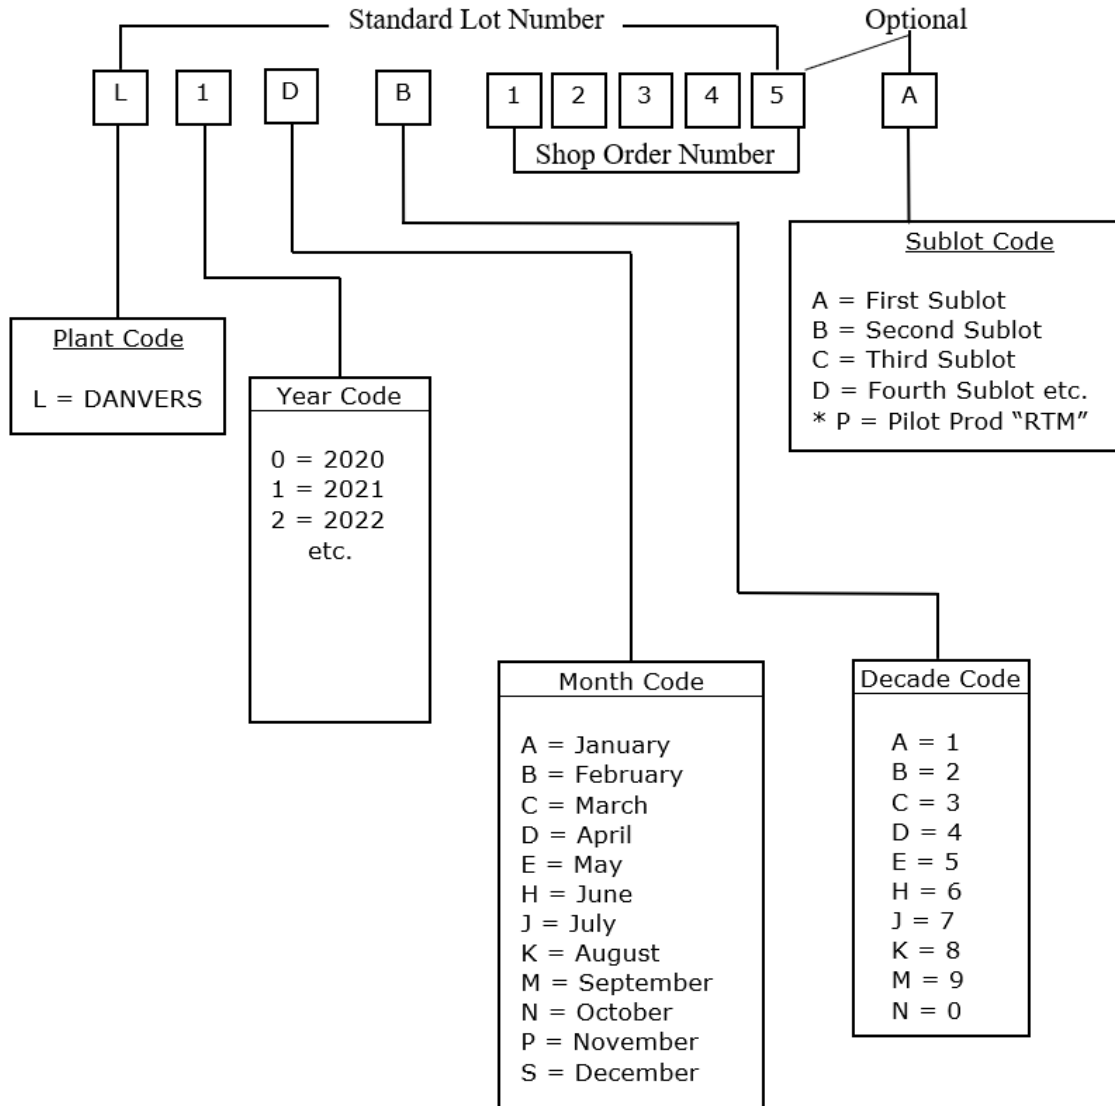 Standard Lot Number
Optional
L 1 D B 1 2 3 4 5 A
Shop Order Number
Sublot Code
A = First Sublot
B = Second Sublot
C = Third Sublot
D = Fourth Sublot etc.
* P = Pilot Prod “RTM”
Plant Code
L = DANVERS
Year Code
0 = 2020
1 = 2021
2 = 2022
etc.
Month Code
A = January
B = February
C = March
D = April
E = May
H = June
J = July
K = August
M = September
N = October
P = November
S = December
Decade Code
A = 1
B = 2
C = 3
D = 4
E = 5
H = 6
J = 7
K = 8
M = 9
N = 0